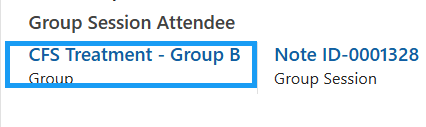 Group Session Attendee
CFS Treatment - Group B Note ID-0001328
Group Group Session